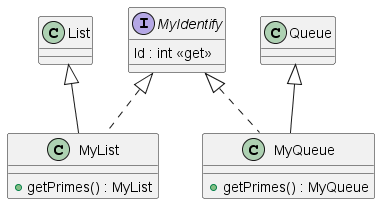 C List
I MyIdentify
Id : int «get»
C Queue
C MyList
getPrimes() : MyList
C MyQueue
getPrimes() : MyQueue